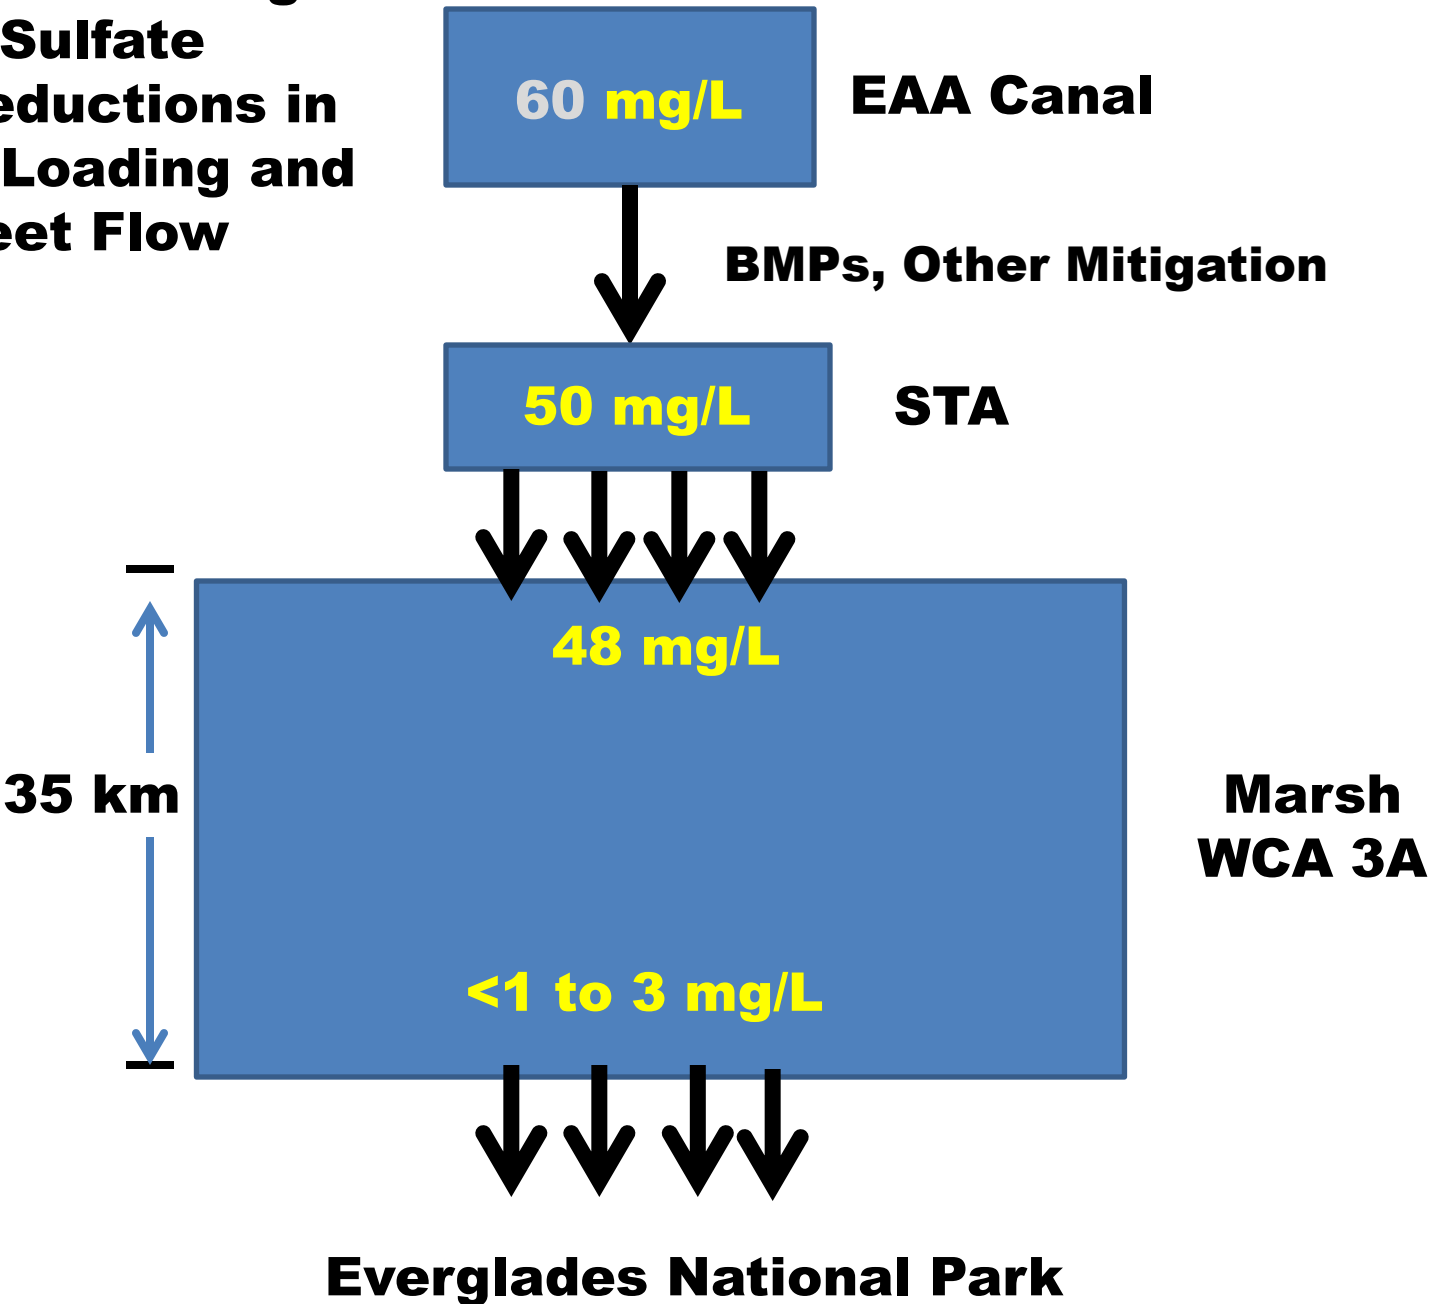 Sulfate
eductions in
Loading and
eet Flow
60 mg/L
EAA Canal
BMPs, Other Mitigation
50 mg/L
STA
48 mg/L
35 km
Marsh
WCA 3A
<1 to 3 mg/L
Everglades National Park